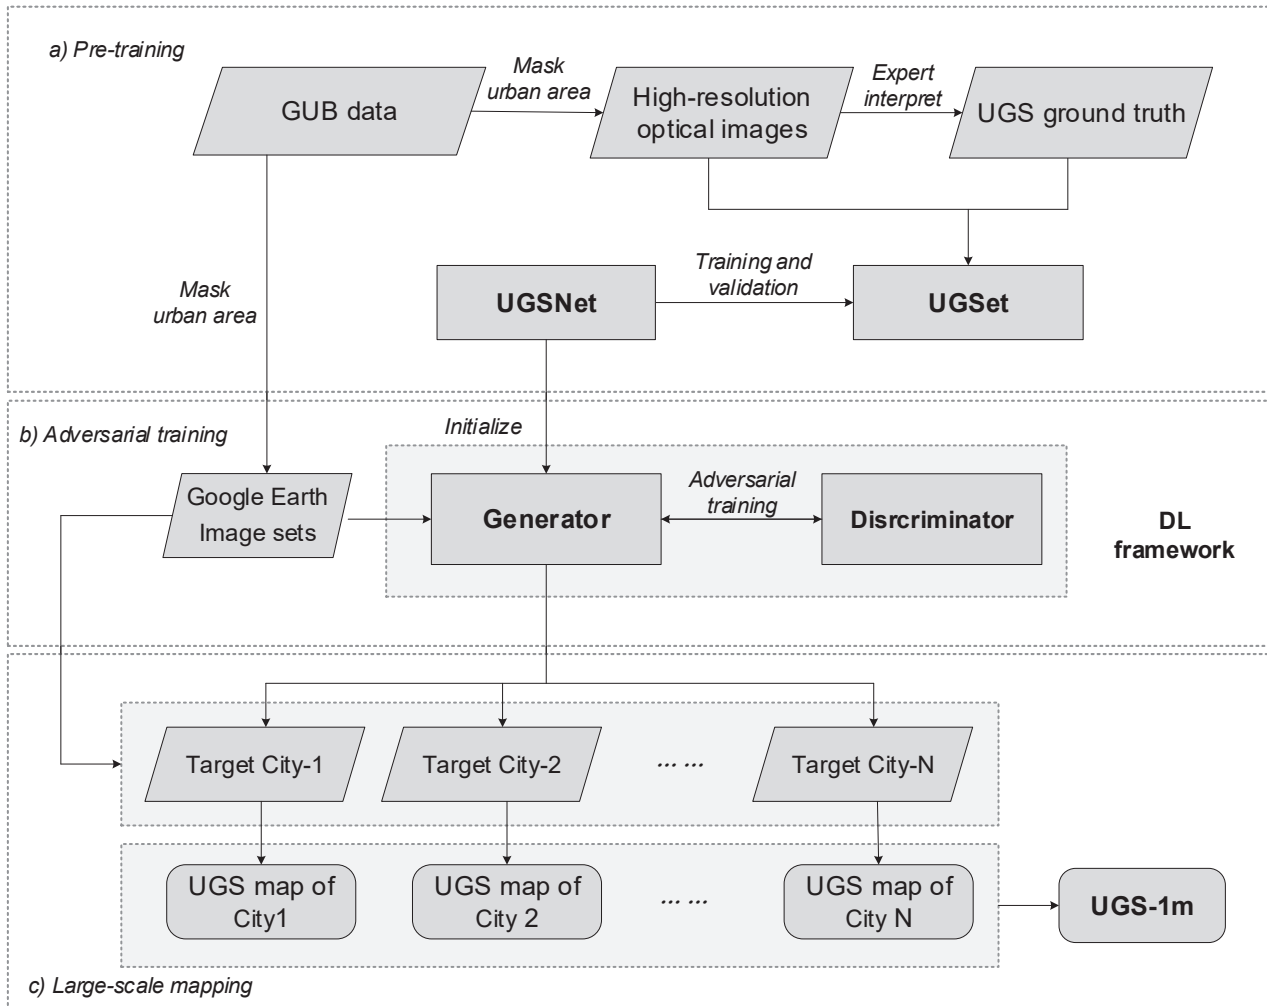 a) Pre-training
Mask
urban area
Expert
interpret
GUB data
High-resolution
optical images
UGS ground truth
Mask
urban area
UGSNet
Training and
validation
UGSet
b) Adversarial training
Initialize
Google Earth
Image sets
Generator
Adversarial
training
Disrcriminator
DL
framework
Target City-1
Target City-2
... ...
Target City-N
UGS map of
City1
UGS map of
City 2
... ...
UGS map of
City N
UGS-1m
c) Large-scale mapping